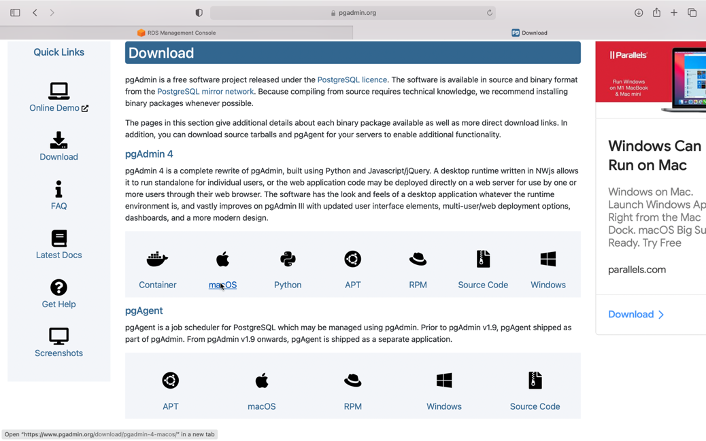 pgadmin.org
RDS Management Console
Download
Quick Links
Online Demo
Download
FAQ
Latest Docs
Get Help
Screenshots
Download
pgAdmin is a free software project released under the PostgreSQL licence. The software is available in source and binary format
from the PostgreSQL mirror network. Because compiling from source requires technical knowledge, we recommend installing
binary packages whenever possible.
The pages in this section give additional details about each binary package available as well as more direct download links. In
addition, you can download source tarballs and pgAgent for your servers to enable additional functionality.
pgAdmin 4
pgAdmin 4 is a complete rewrite of pgAdmin, built using Python and Javascript/jQuery. A desktop runtime written in NWjs allows
it to run standalone for individual users, or the web application code may be deployed directly on a web server for use by one or
more users through their web browser. The software has the look and feels of a desktop application whatever the runtime
environment is, and vastly improves on pgAdmin III with updated user interface elements, multi-user/web deployment options,
dashboards, and a more modern design.
Container
macOS
Python
APT
RPM
Source Code
Windows
pgAgent
pgAgent is a job scheduler for PostgreSQL which may be managed using pgAdmin. Prior to pgAdmin v1.9, pgAgent shipped as
part of pgAdmin. From pgAdmin v1.9 onwards, pgAgent is shipped as a separate application.
APT
macOS
RPM
Windows
Source Code
|| Parallels®
Run Windows
on M1 MacBook
& Mac mini
Windows Can
Run on Mac
Windows on Mac.
Launch Windows Ap
Right from the Mac
Dock. macOS Big Su
Ready. Try Free
parallels.com
Download
Open "https://www.pgadmin.org/download/pgadmin-4-macos/" in a new tab